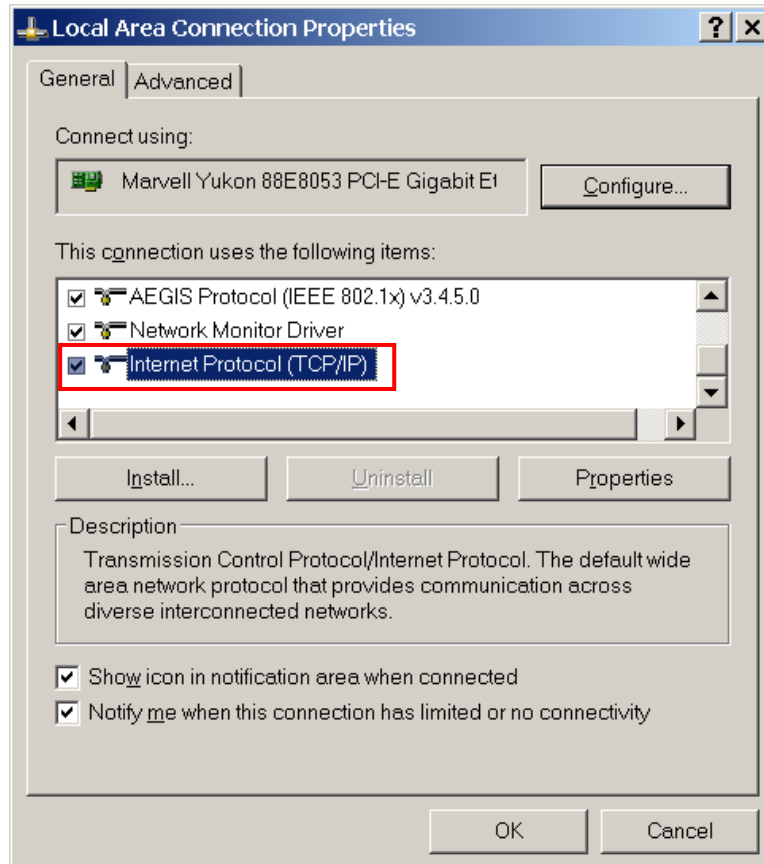 Local Area Connection Properties
General
Advanced
Connect using:
Marvell Yukon 88E8053 PCI-E Gigabit Et
Configure...
This connection uses the following items:
AEGIS Protocol (IEEE 802.1x) v3.4.5.0
Network Monitor Driver
Internet Protocol (TCP/IP)
Install...
Uninstall
Properties
Description
Transmission Control Protocol/Internet Protocol. The default wide
area network protocol that provides communication across
diverse interconnected networks.
Show icon in notification area when connected
Notify me when this connection has limited or no connectivity
OK
Cancel